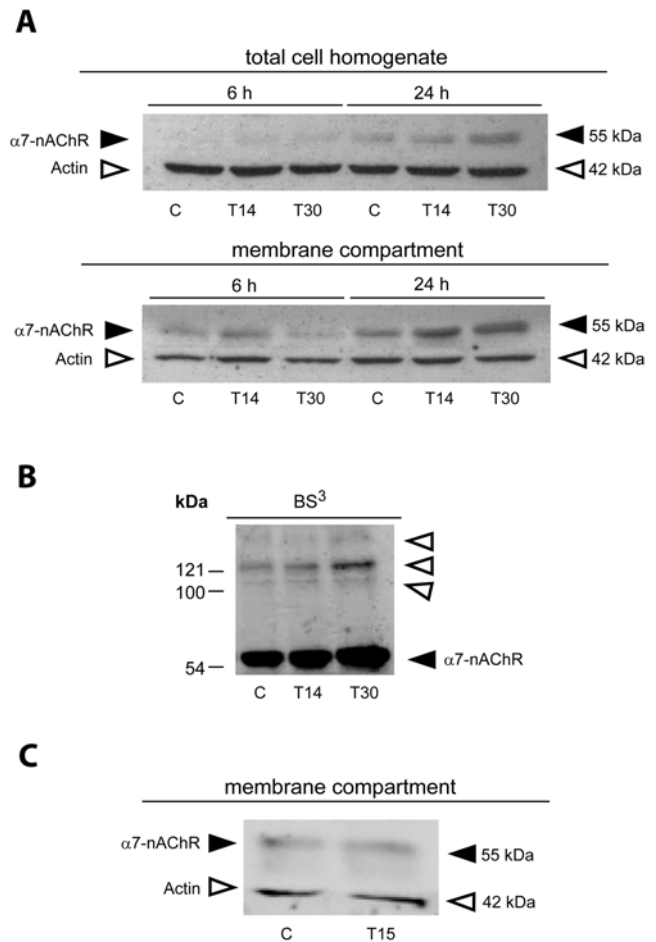 A
total cell homogenate
6 h 24 h
α7-nAChR 55 kDa
Actin 42 kDa
C T14 T30 C T14 T30
membrane compartment
6 h 24 h
α7-nAChR 55 kDa
Actin 42 kDa
C T14 T30 C T14 T30
B
kDa BS3
121
100
54 α7-nAChR
C T14 T30
C
membrane compartment
α7-nAChR 55 kDa
Actin 42 kDa
C T15